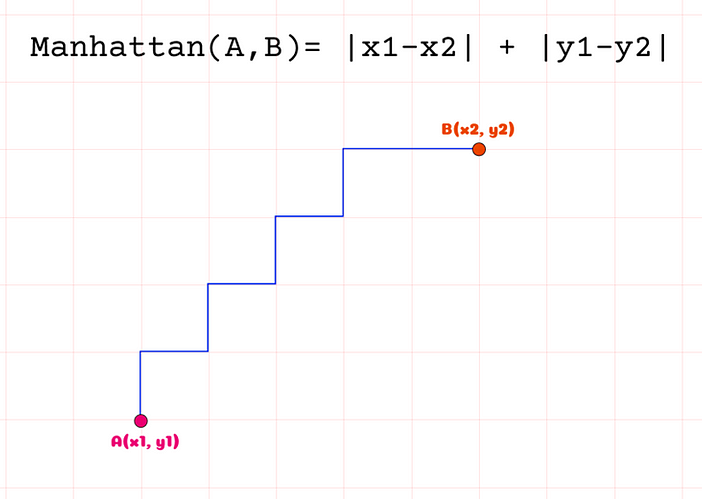 Manhattan(A,B)= |x1-x2| + |y1-y2|
B(x2, y2)
A(x1, y1)